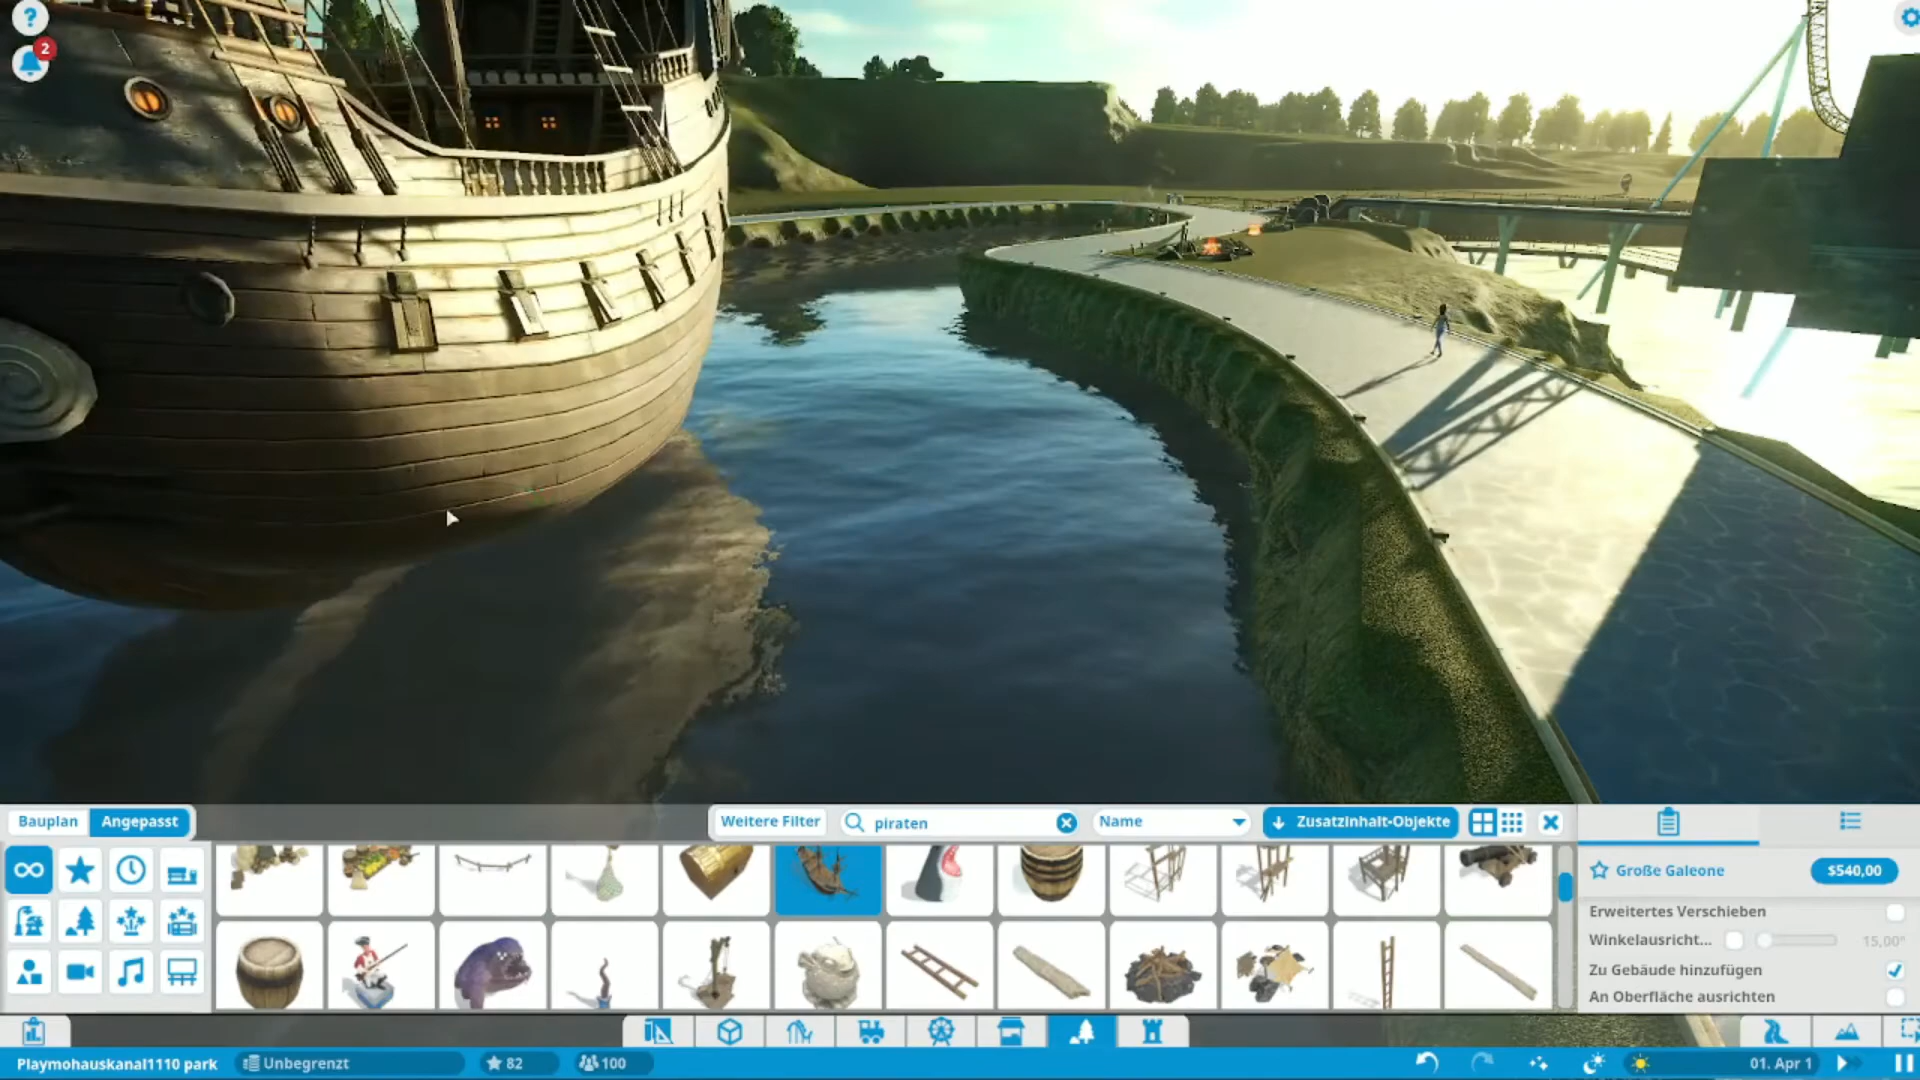 2
Bauplan
Angepasst
Weitere Filter
piraten
Name
Zusatzinhalt-Objekte
Große Galeone
$540,00
Erweitertes Verschieben
Winkelausricht...
15,00°
Zu Gebäude hinzufügen
An Oberfläche ausrichten
Playmohauskanal1110 park
Unbegrenzt
82
100
01. Apr 1